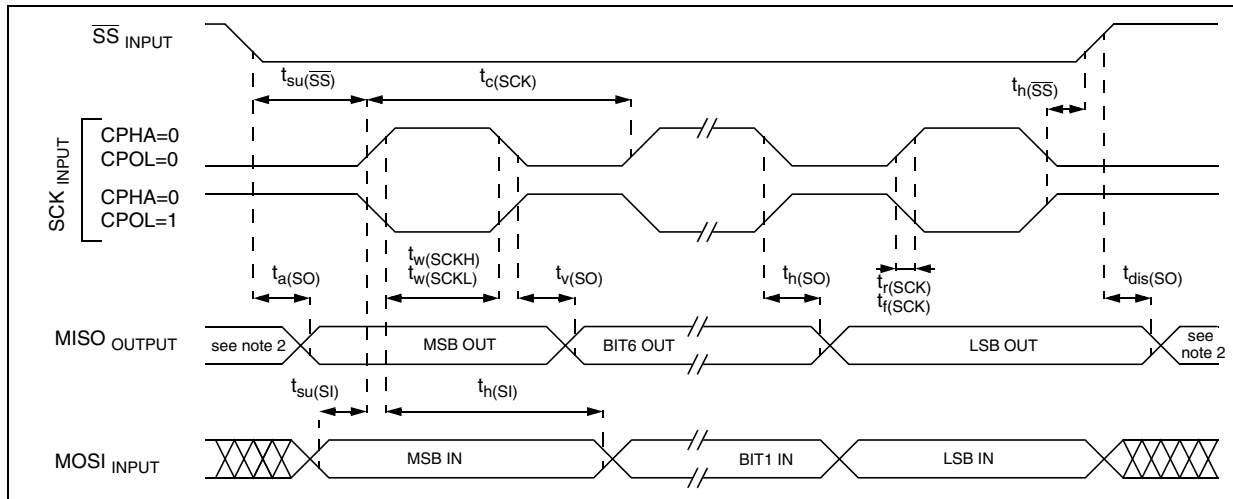 SS INPUT
tsu(SS)
tc(SCK)
th(SS)
SCK INPUT
CPHA=0
CPOL=0
CPHA=0
CPOL=1
ta(SO)
tw(SCKH)
tw(SCKL)
tv(SO)
th(SO)
tr(SCK)
tf(SCK)
tdis(SO)
MISO OUTPUT
see note 2
MSB OUT
BIT6 OUT
LSB OUT
see
note 2
tsu(SI)
th(SI)
MOSI INPUT
MSB IN
BIT1 IN
LSB IN